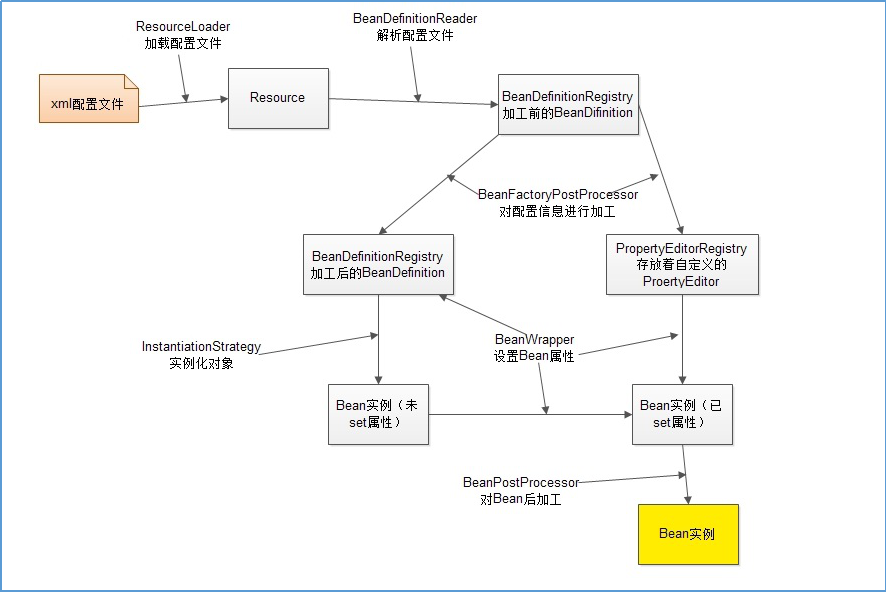 ResourceLoader
加载配置文件
BeanDefinitionReader
解析配置文件
xml配置文件
Resource
BeanDefinitionRegistry
加工前的BeanDifinition
BeanFactoryPostProcessor
对配置信息进行加工
BeanDefinitionRegistry
加工后的BeanDefinition
PropertyEditorRegistry
存放着自定义的
ProertyEditor
InstantiationStrategy
实例化对象
BeanWrapper
设置Bean属性
Bean实例（未
set属性）
Bean实例（已
set属性）
BeanPostProcessor
对Bean后加工
Bean实例